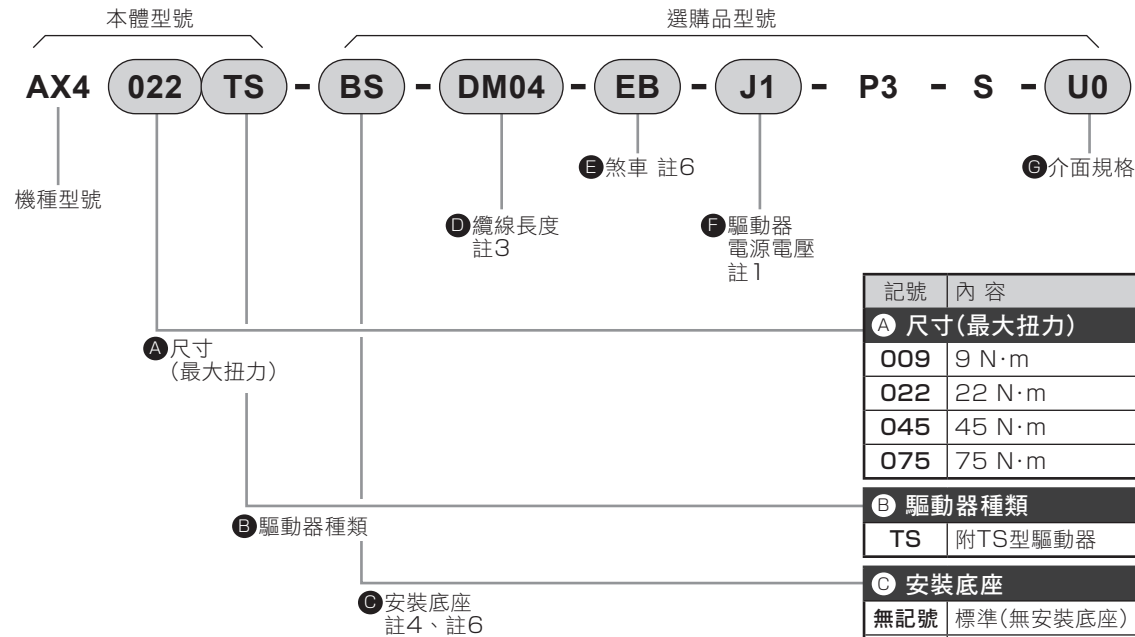 本體型號
選購品型號
AX4 022 TS - BS - DM04 - EB - J1 - P3 - S - U0
機種型號
E煞車 註6
G介面規格
D纜線長度
註3
F驅動器
電源電壓
註1
A尺寸
(最大扭力)
B驅動器種類
C安裝底座
註4、註6
記號 內 容
A 尺寸(最大扭力)
009 9 N·m
022 22 N·m
045 45 N·m
075 75 N·m
B 驅動器種類
TS 附TS型驅動器
C 安裝底座
無記號 標準(無安裝底座)